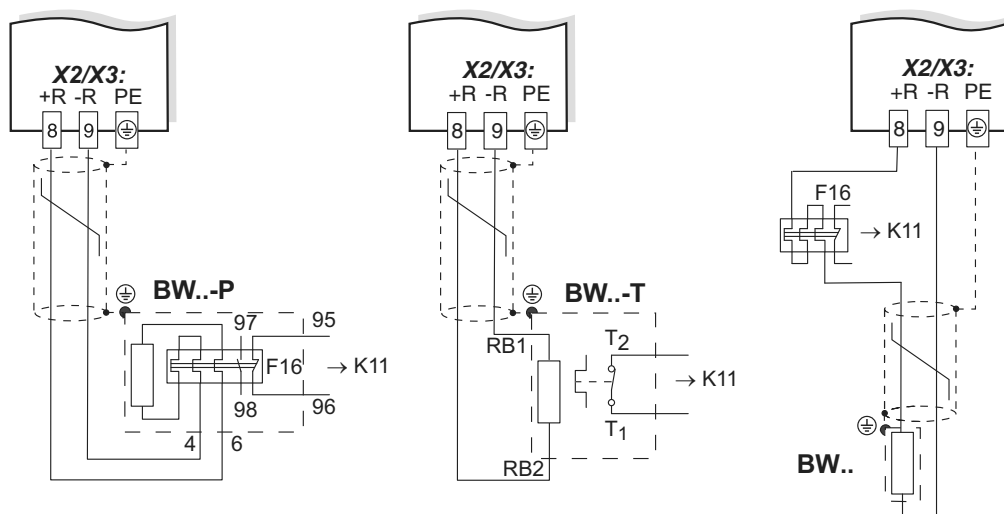 X2/X3:
+R -R PE
8 9
BW..-P
97 95
F16 → K11
98 96
4 6
X2/X3:
+R -R PE
8 9
BW..-T
RB1
T2
→ K11
T1
RB2
X2/X3:
+R -R PE
8 9
F16
→ K11
BW..